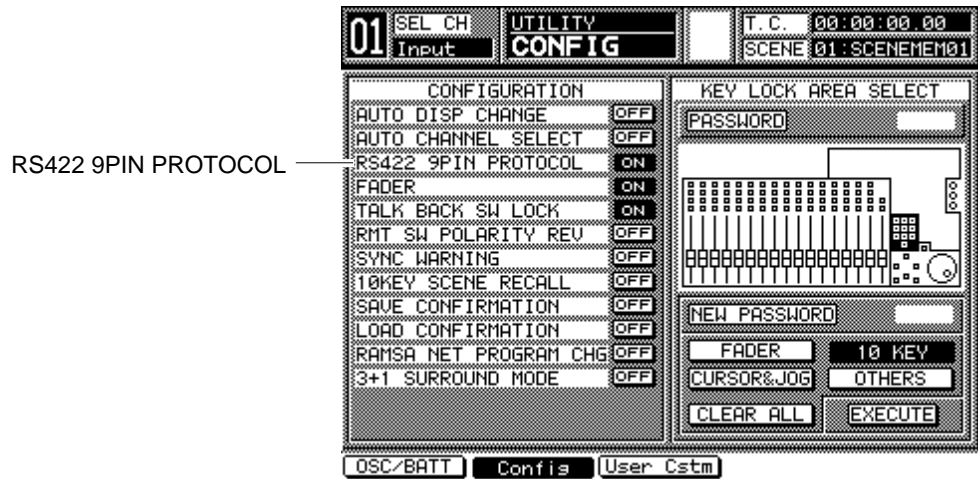 01 SEL CH Input UTILITY CONFIG T.C. 00:00:00.00
SCENE 01:SCENEMEM01
CONFIGURATION
AUTO DISP CHANGE OFF
AUTO CHANNEL SELECT OFF
RS422 9PIN PROTOCOL
RS422 9PIN PROTOCOL ON
FADER ON
TALK BACK SW LOCK ON
RMT SW POLARITY REV OFF
SYNC WARNING OFF
10KEY SCENE RECALL OFF
SAVE CONFIRMATION OFF
LOAD CONFIRMATION OFF
RAMSA NET PROGRAM CHG OFF
3+1 SURROUND MODE OFF
KEY LOCK AREA SELECT
PASSWORD
NEW PASSWORD
FADER 10 KEY
CURSOR&JOG OTHERS
CLEAR ALL EXECUTE
OSC/BATT Config User Cstm